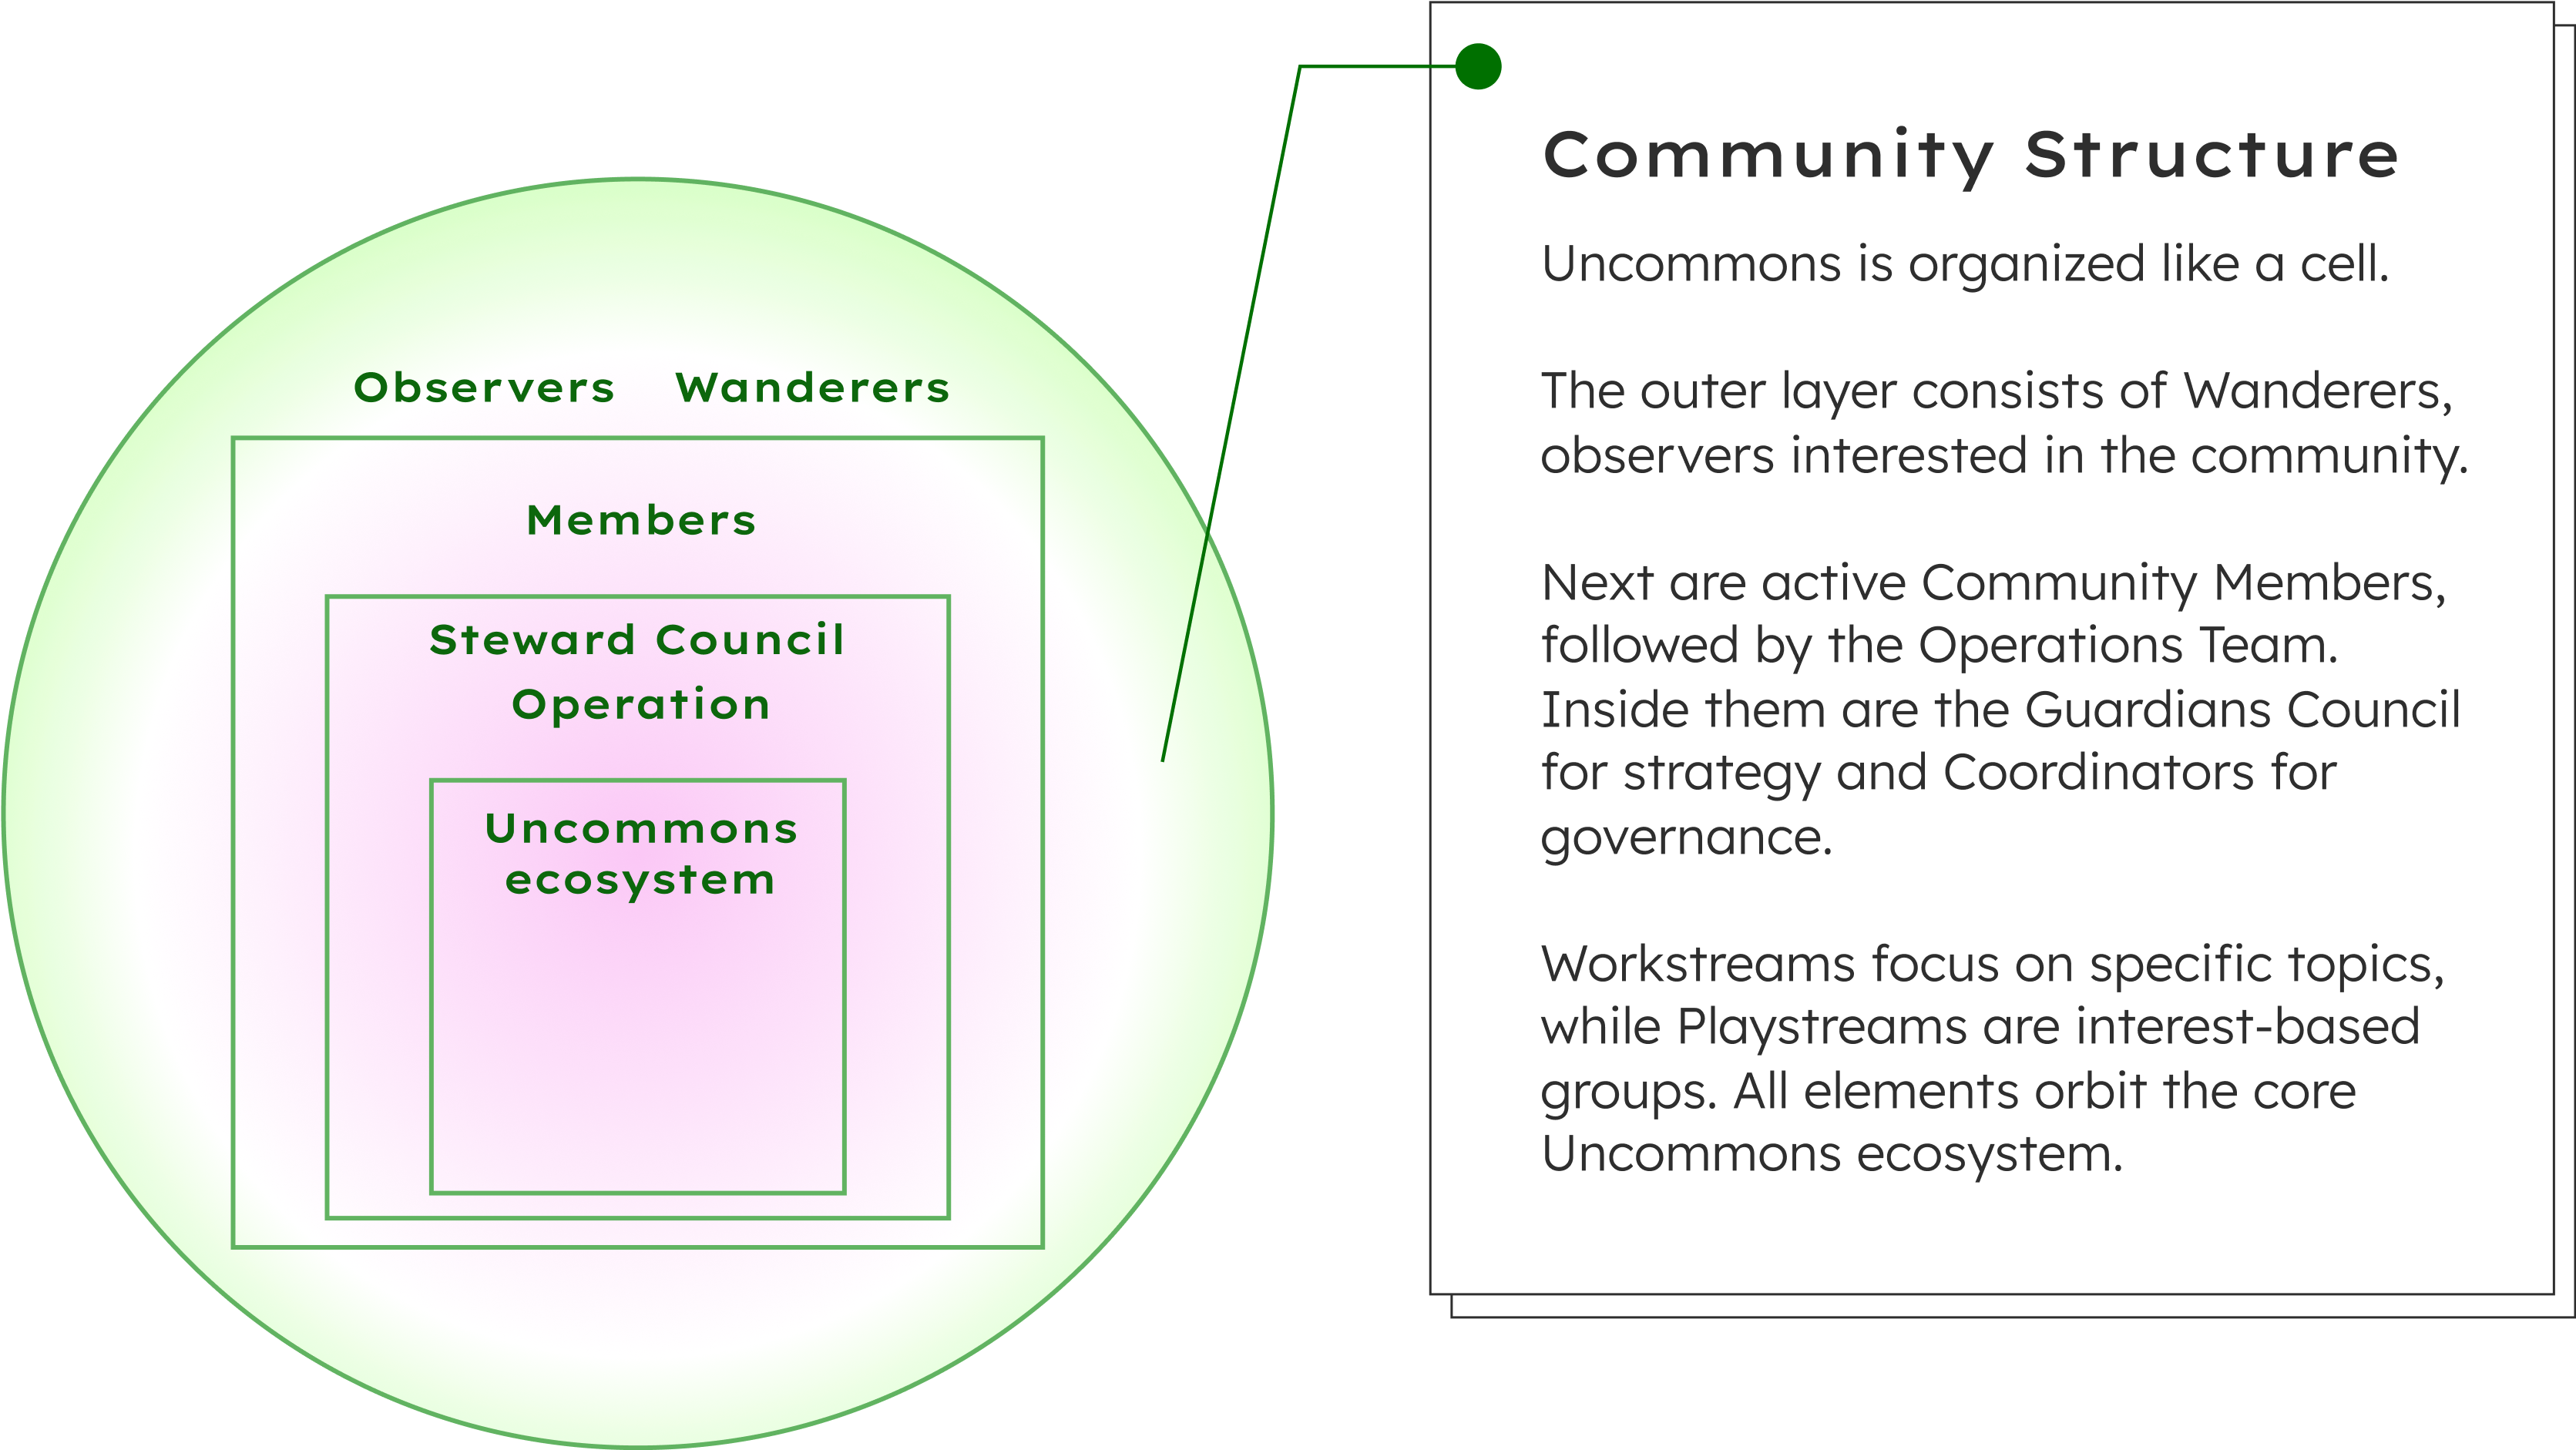 Observers Wanderers
Members
Steward Council
Operation
Uncommons
ecosystem
Community Structure
Uncommons is organized like a cell.
The outer layer consists of Wanderers,
observers interested in the community.
Next are active Community Members,
followed by the Operations Team.
Inside them are the Guardians Council
for strategy and Coordinators for
governance.
Workstreams focus on specific topics,
while Playstreams are interest-based
groups. All elements orbit the core
Uncommons ecosystem.